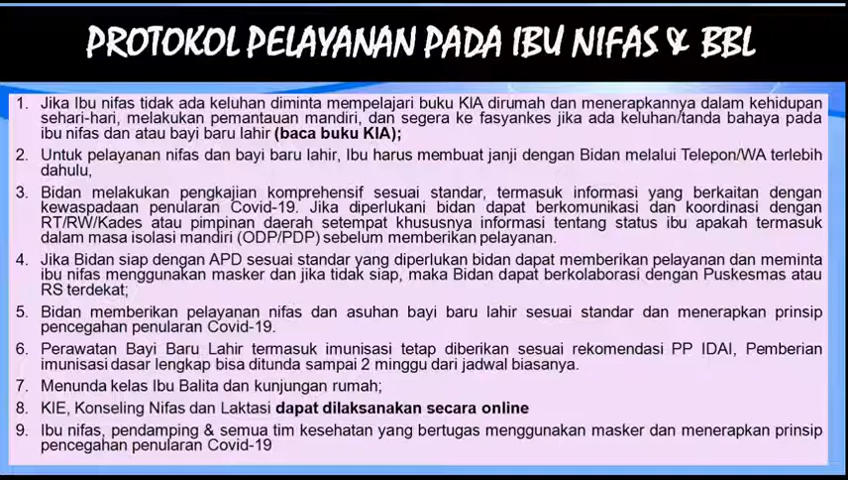 PROTOKOL PELAYANAN PADA IBU NIFAS & BBL
1. Jika Ibu nifas tidak ada keluhan diminta mempelajari buku KIA dirumah dan menerapkannya dalam kehidupan
sehari-hari, melakukan pemantauan mandiri, dan segera ke fasyankes jika ada keluhan/tanda bahaya pada
ibu nifas dan atau bayi baru lahir (baca buku KIA);
2. Untuk pelayanan nifas dan bayi baru lahir, Ibu harus membuat janji dengan Bidan melalui Telepon/WA terlebih
dahulu,
3. Bidan melakukan pengkajian komprehensif sesuai standar, termasuk informasi yang berkaitan dengan
kewaspadaan penularan Covid-19. Jika diperlukani bidan dapat berkomunikasi dan koordinasi dengan
RT/RW/Kades atau pimpinan daerah setempat khususnya informasi tentang status ibu apakah termasuk
dalam masa isolasi mandiri (ODP/PDP) sebelum memberikan pelayanan.
4. Jika Bidan siap dengan APD sesuai standar yang diperlukan bidan dapat memberikan pelayanan dan meminta
ibu nifas menggunakan masker dan jika tidak siap, maka Bidan dapat berkolaborasi dengan Puskesmas atau
RS terdekat;
5. Bidan memberikan pelayanan nifas dan asuhan bayi baru lahir sesuai standar dan menerapkan prinsip
pencegahan penularan Covid-19.
6. Perawatan Bayi Baru Lahir termasuk imunisasi tetap diberikan sesuai rekomendasi PP IDAI, Pemberian
imunisasi dasar lengkap bisa ditunda sampai 2 minggu dari jadwal biasanya.
7. Menunda kelas Ibu Balita dan kunjungan rumah;
8. KIE, Konseling Nifas dan Laktasi dapat dilaksanakan secara online
9. Ibu nifas, pendamping & semua tim kesehatan yang bertugas menggunakan masker dan menerapkan prinsip
pencegahan penularan Covid-19